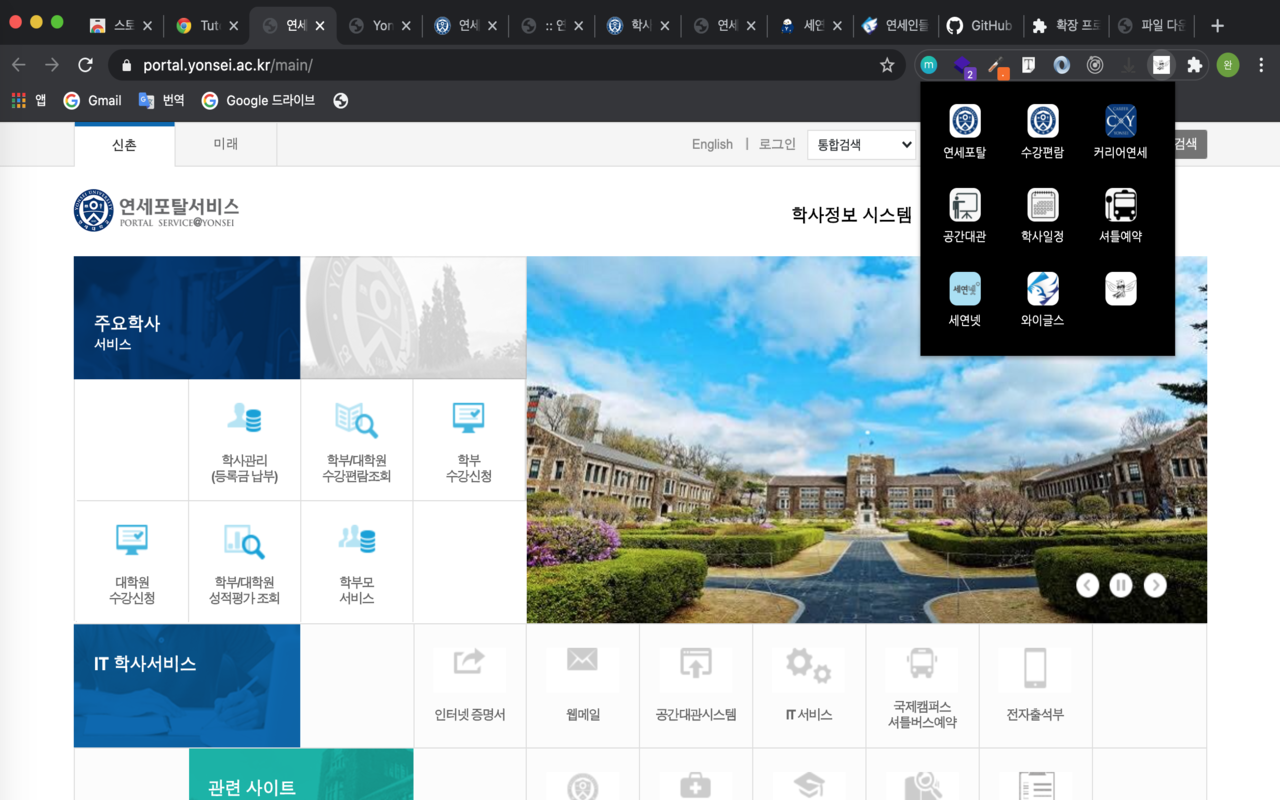 스토
Tuto
연세
Yon
연세
:: 연
학사
연세
세연
연세인들
GitHub
확장 프로
파일 다운
portal.yonsei.ac.kr/main/
2
완
앱
Gmail
번역
Google 드라이브
신촌
미래
English
로그인
통합검색
검색
연세포탈서비스
PORTAL SERVICE@YONSEI
학사정보 시스템
연세포탈
수강편람
커리어연세
공간대관
학사일정
셔틀예약
세연넷
세연넷
와이글스
주요학사
서비스
학사관리
(등록금 납부)
학부/대학원
수강편람조회
학부
수강신청
대학원
수강신청
학부/대학원
성적평가 조회
학부모
서비스
IT 학사서비스
인터넷 증명서
웹메일
공간대관시스템
IT 서비스
국제캠퍼스
셔틀버스예약
전자출석부
관련 사이트